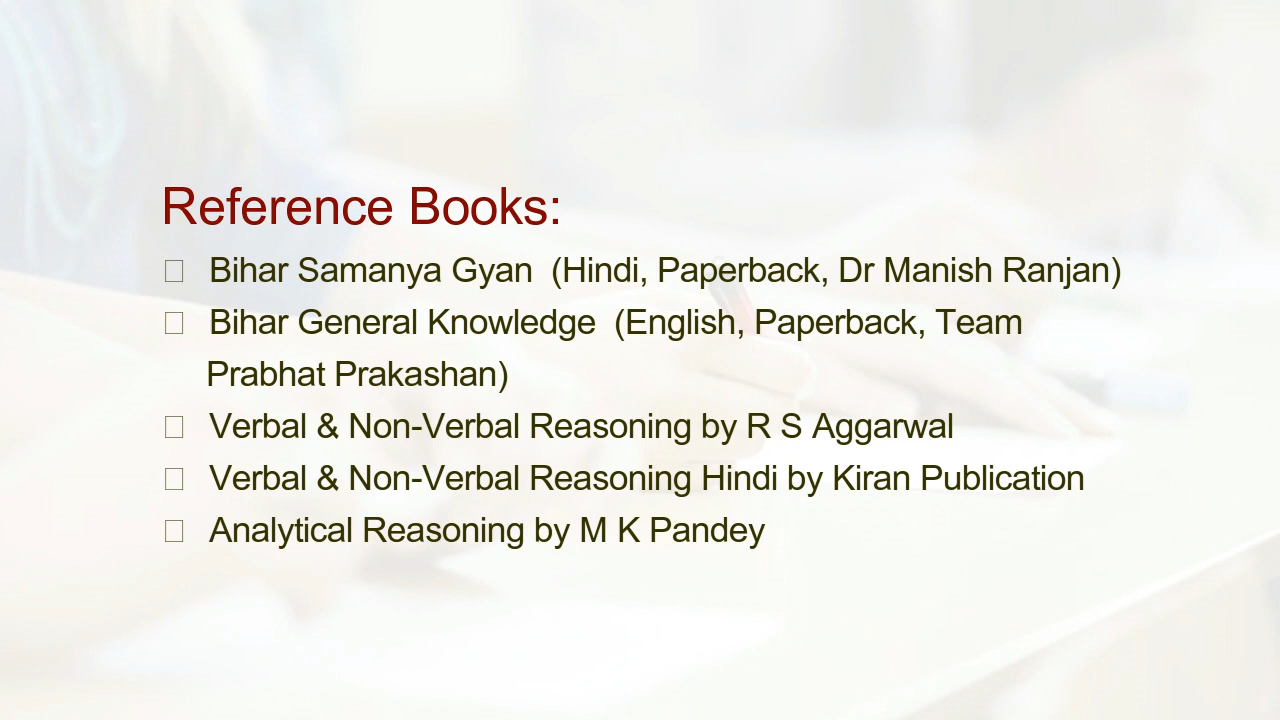 Reference Books:
Bihar Samanya Gyan  (Hindi, Paperback, Dr Manish Ranjan)
Bihar General Knowledge  (English, Paperback, Team
Prabhat Prakashan)
Verbal & Non-Verbal Reasoning by R S Aggarwal
Verbal & Non-Verbal Reasoning Hindi by Kiran Publication
Analytical Reasoning by M K Pandey